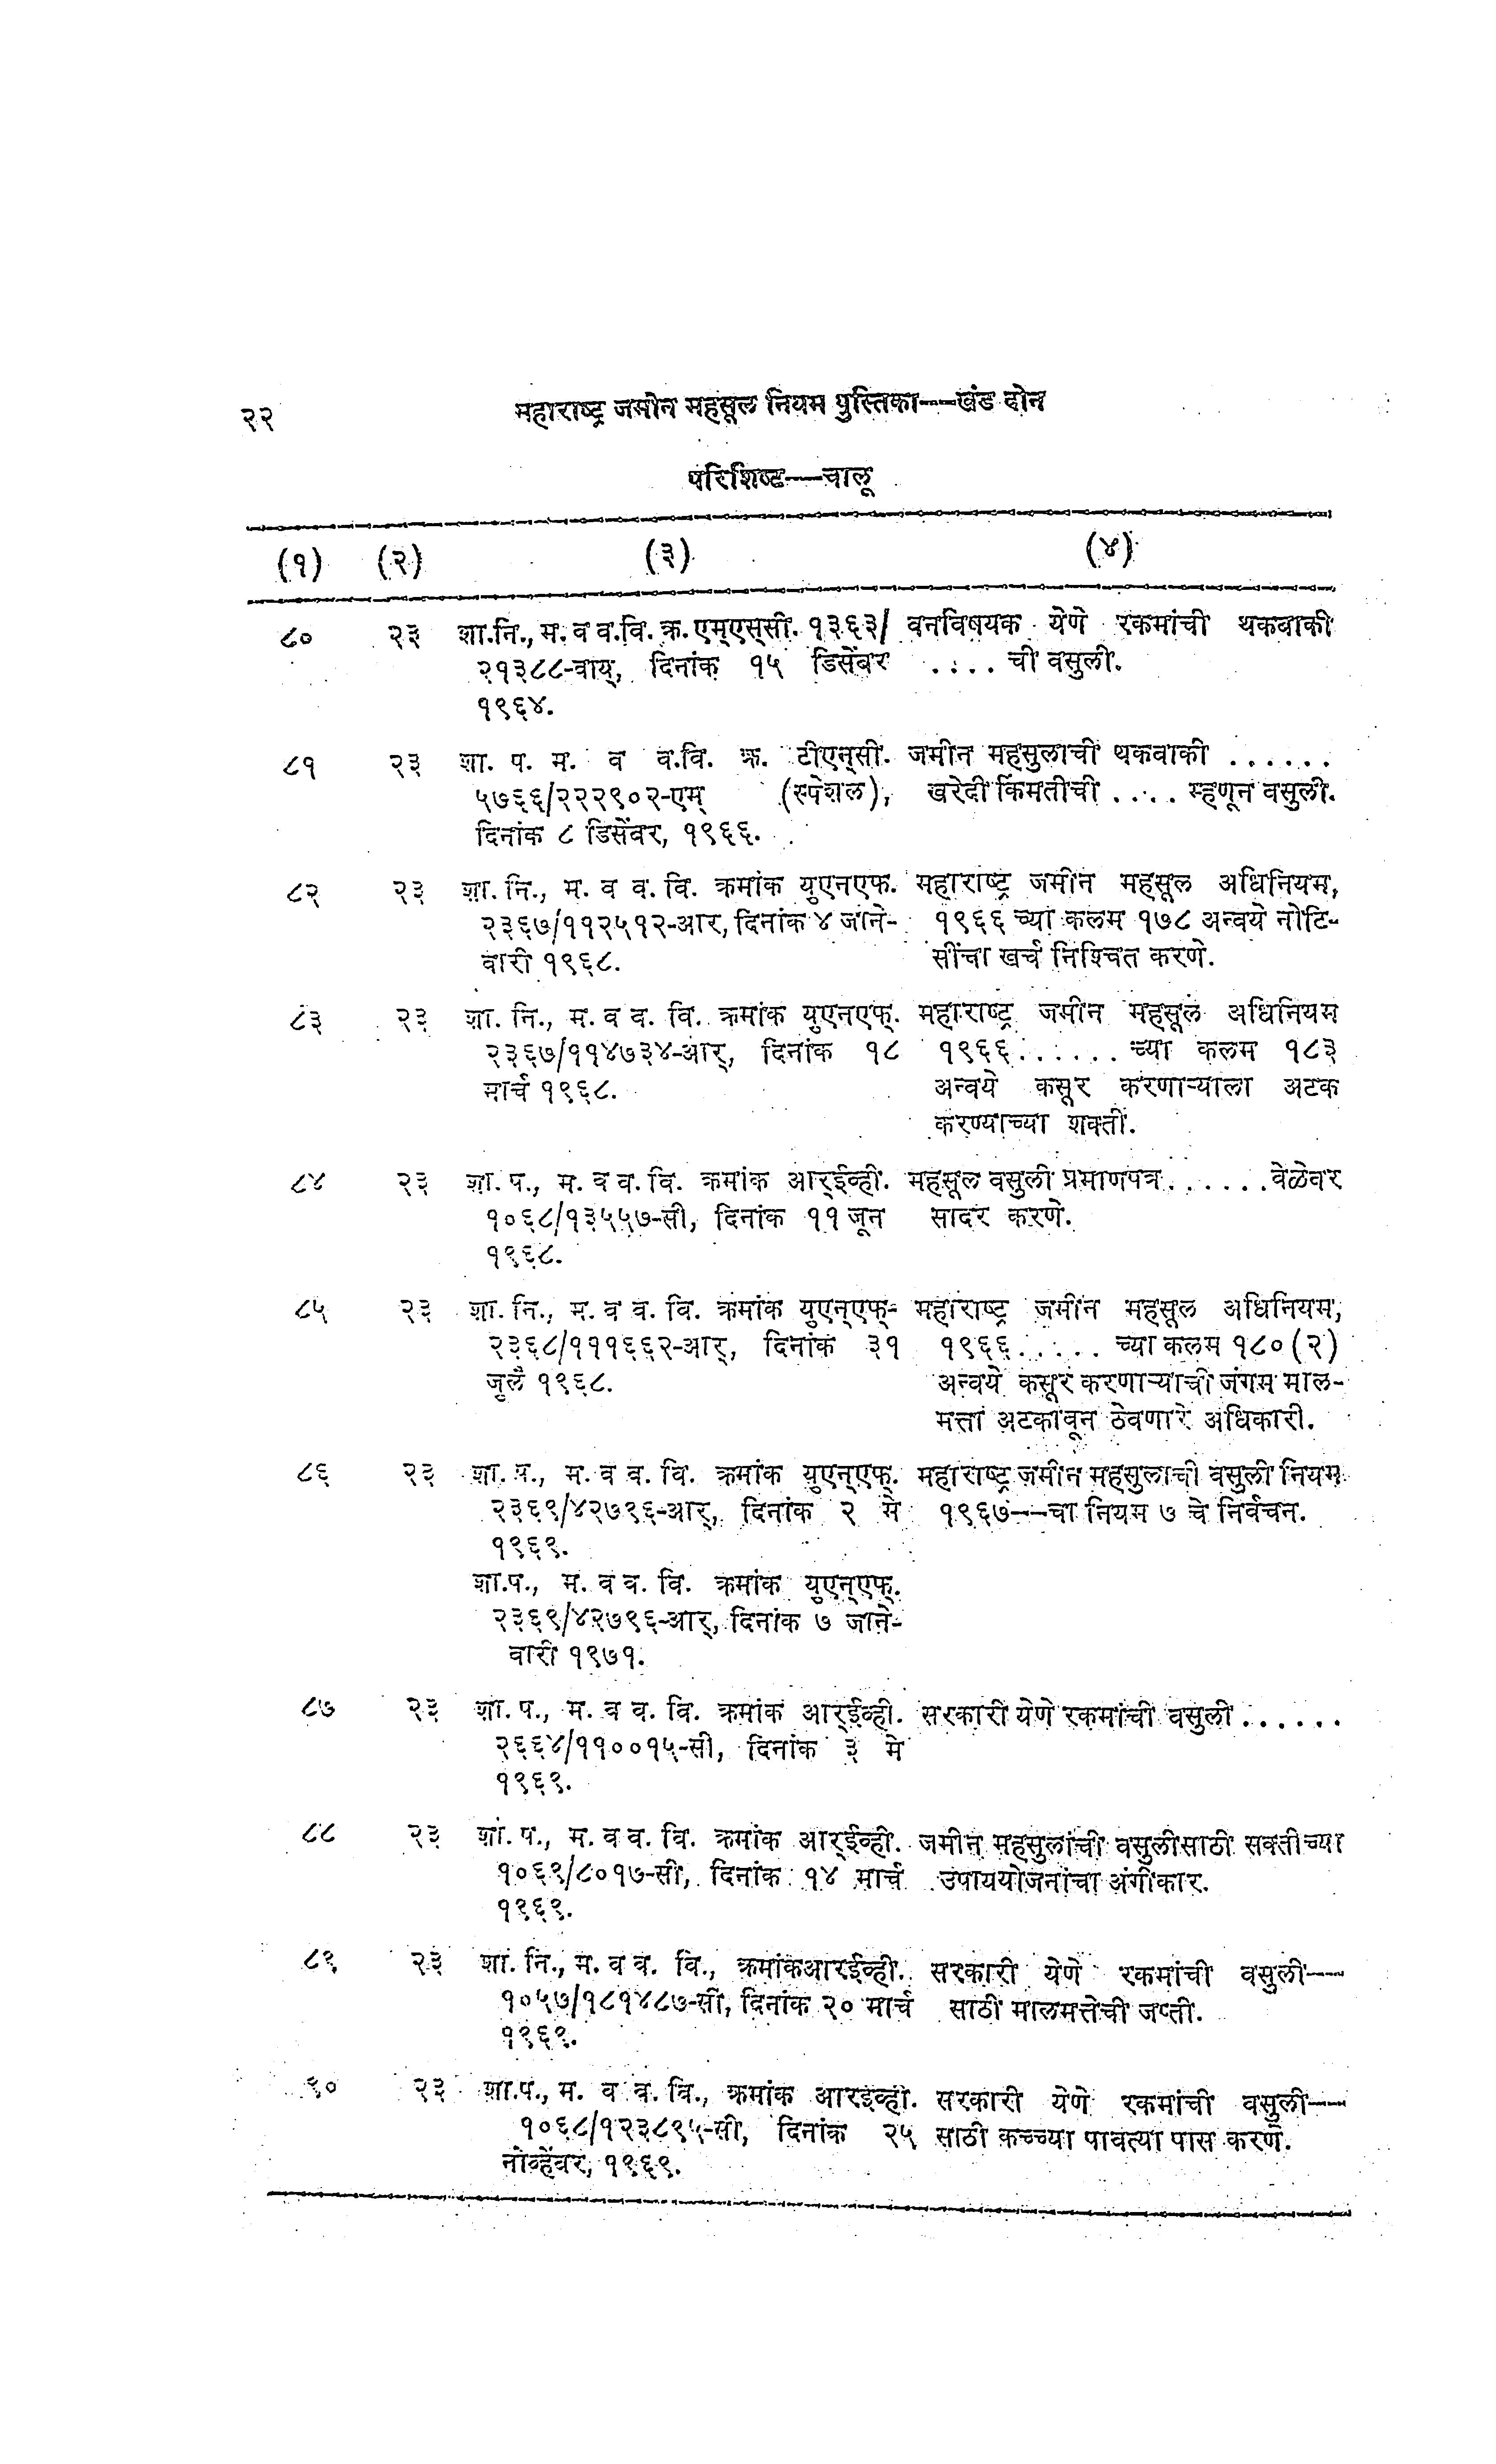 २२ महाराष्ट्र जमीन महसूल नियम पुस्तिका----खंड दोन
परिशिष्ट----चालू
(१) (२) (३) (४)
८० २३ शा.नि., म. व व.वि. क्र. एम्एस्‌सी. १३६३/ वनविषयक येणे रकमांची थकबाकी
२१३८८-वाय्, दिनांक १५ डिसेंबर .... ची वसुली.
१९६४.
८१ २३ शा. प. म. व व.वि. क्र. टीएन्‌सी. जमीन महसुलाची थकबाकी ......
५७६६/२२२९०२-एम् (स्पेशल), खरेदी किंमतीची .... म्हणून वसुली.
दिनांक ८ डिसेंबर, १९६६.
८२ २३ शा. नि., म. व व. वि. क्रमांक युएनएफ. महाराष्ट्र जमीन महसूल अधिनियम,
२३६७/११२५१२-आर, दिनांक ४ जाने- १९६६ च्या कलम १७८ अन्वये नोटि-
वारी १९६८. सींचा खर्च निश्चित करणे.
८३ २३ शा. नि., म. व व. वि. क्रमांक युएनएफ्. महाराष्ट्र जमीन महसूल अधिनियम
२३६७/११४७३४-आर्, दिनांक १८ १९६६...... च्या कलम १८३
मार्च १९६८. अन्वये कसूर करणाऱ्याला अटक
करण्याच्या शक्ती.
८४ २३ शा. प., म. व व. वि. क्रमांक आर्‌ईव्ही. महसूल वसुली प्रमाणपत्र......वेळेवर
१०६८/१३५५७-सी, दिनांक ११ जून सादर करणे.
१९६८.
८५ २३ शा. नि., म. व व. वि. क्रमांक युएन्‌एफ्- महाराष्ट्र जमीन महसूल अधिनियम,
२३६८/१११६६२-आर्, दिनांक ३१ १९६६..... च्या कलम १८०(२)
जुलै १९६८. अन्वये कसूर करणाऱ्याची जंगम माल-
मत्ता अटकावून ठेवणारे अधिकारी.
८६ २३ शा. प., म. व व. वि. क्रमांक युएन्‌एफ्. महाराष्ट्र जमीन महसुलाची वसुली नियम
२३६९/४२७९६-आर्, दिनांक २ मे १९६७----चा नियम ७ चे निर्वचन.
१९६९.
शा.प., म. व व. वि. क्रमांक युएन्‌एफ्.
२३६९/४२७९६-आर्, दिनांक ७ जाने-
वारी १९७१.
८७ २३ शा. प., म. व व. वि. क्रमांक आर्‌ईव्ही. सरकारी येणे रकमांची वसुली......
२६६४/११००१५-सी, दिनांक ३ मे
१९६९.
८८ २३ शा. प., म. व व. वि. क्रमांक आर्‌ईव्ही. जमीन महसुलांची वसुलीसाठी सक्तीच्या
१०६९/८०१७-सी, दिनांक १४ मार्च उपाययोजनांचा अंगीकार.
१९६९.
८९ २३ शा. नि., म. व व. वि., क्रमांकआरईव्ही. सरकारी येणे रकमांची वसुली----
१०५७/१८१४८७-सी, दिनांक २० मार्च साठी मालमत्तेची जप्ती.
१९६९.
९० २३ शा.प., म. व व. वि., क्रमांक आरइव्ही. सरकारी येणे रकमांची वसुली----
१०६८/१२३८९५-सी, दिनांक २५ साठी कच्च्या पावत्या पास करणे.
नोव्हेंबर, १९६९.